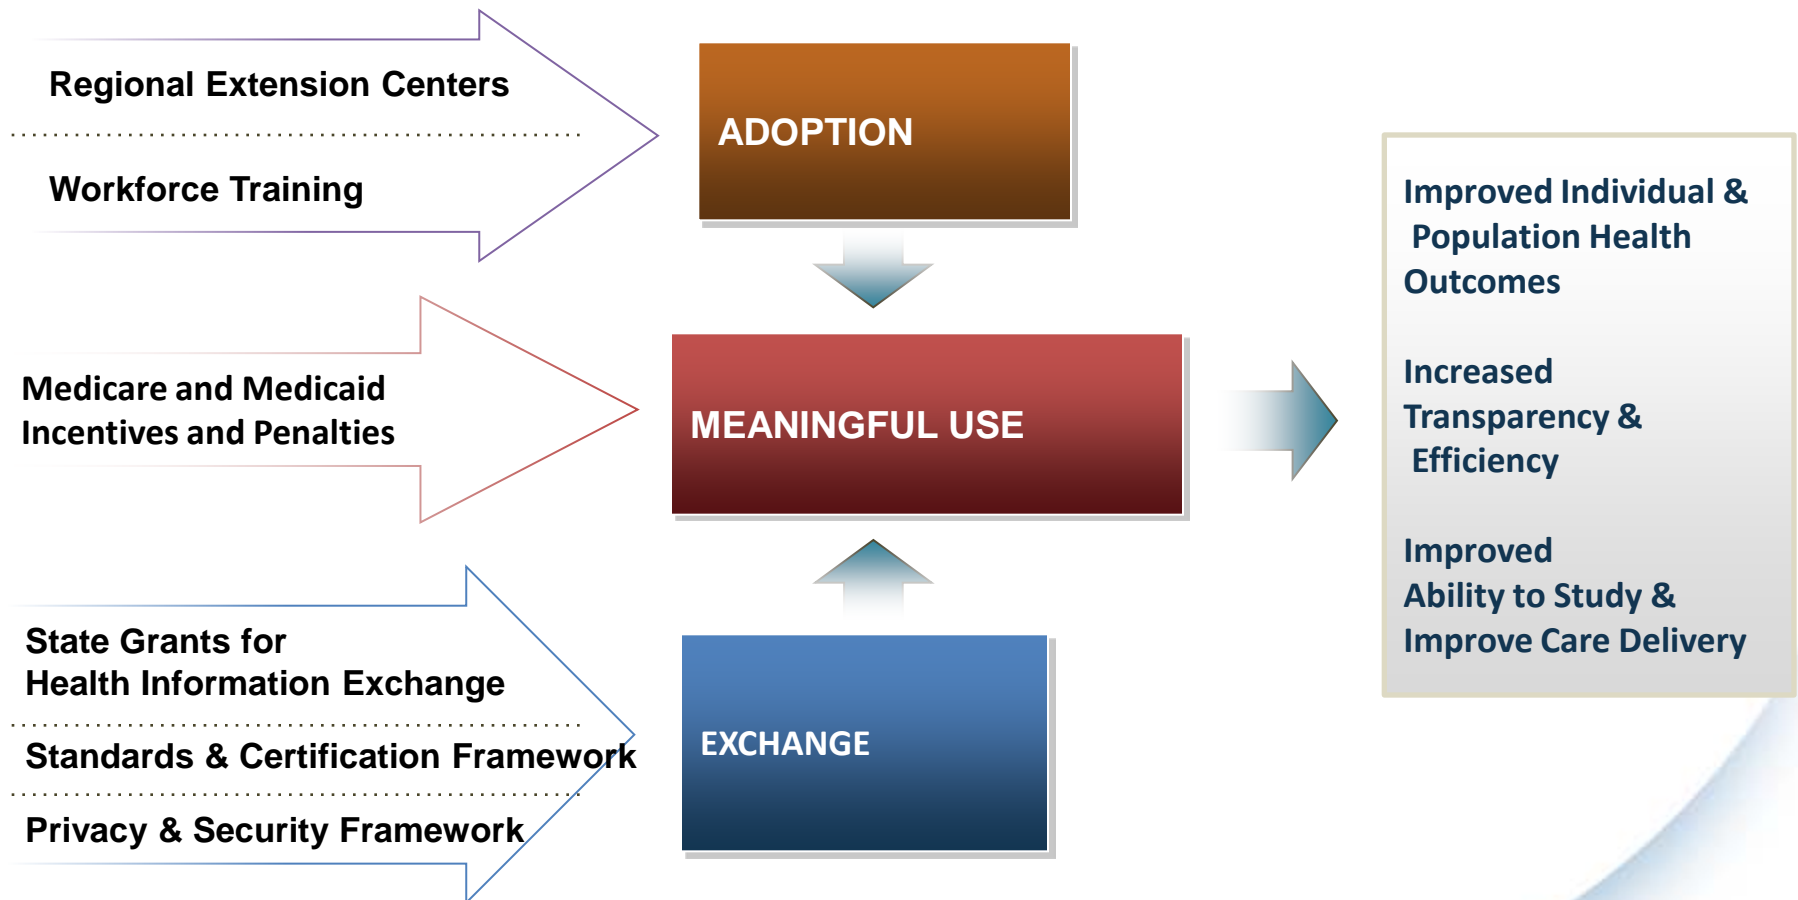 Regional Extension Centers
Workforce Training
ADOPTION
Medicare and Medicaid
Incentives and Penalties
MEANINGFUL USE
State Grants for
Health Information Exchange
Standards & Certification Framework
Privacy & Security Framework
EXCHANGE
Improved Individual &
Population Health
Outcomes
Increased
Transparency &
Efficiency
Improved
Ability to Study &
Improve Care Delivery